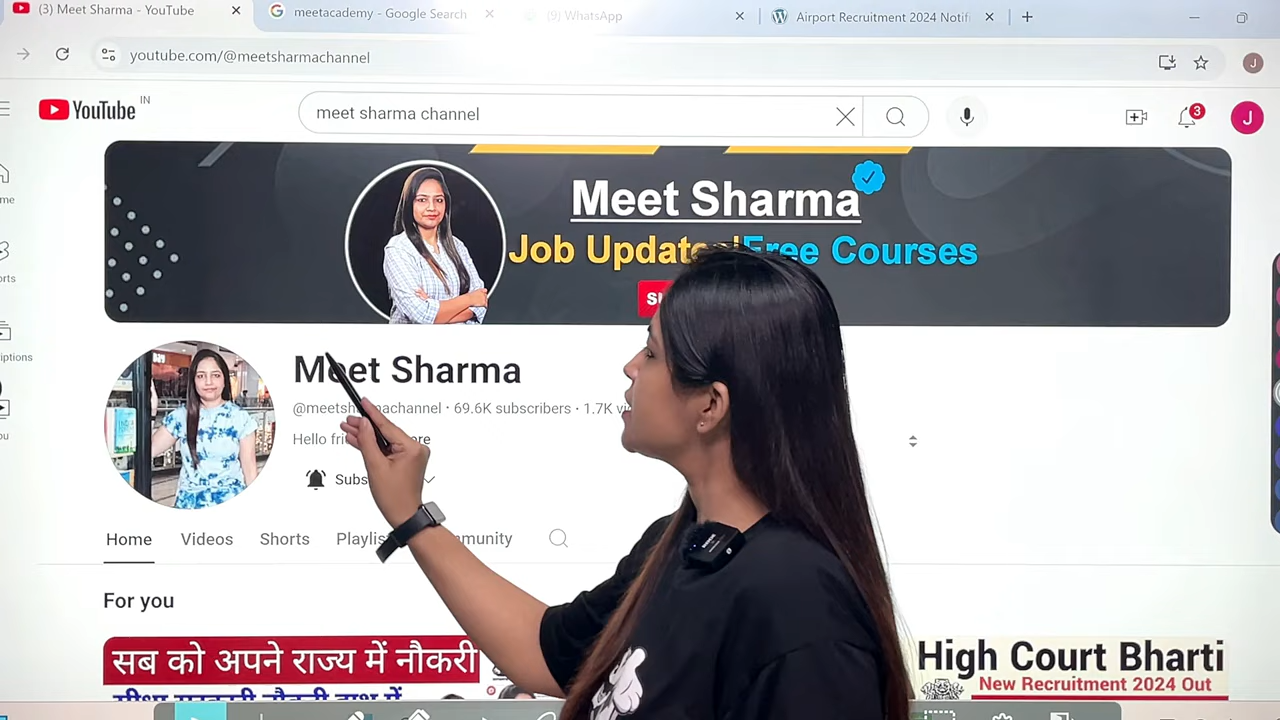 (3) Meet Sharma - YouTube
meetacademy - Google Search
(9) WhatsApp
Airport Recruitment 2024 Notifi
youtube.com/@meetsharmachannel
J
YouTube IN
meet sharma channel
3
J
Meet Sharma
Job Update
Free Courses
Meet Sharma
69.6K subscribers · 1.7K
Hello
Home
Videos
Shorts
For you
सब को अपने राज्य में नौकरी
High Court Bharti
New Recruitment 2024 Out